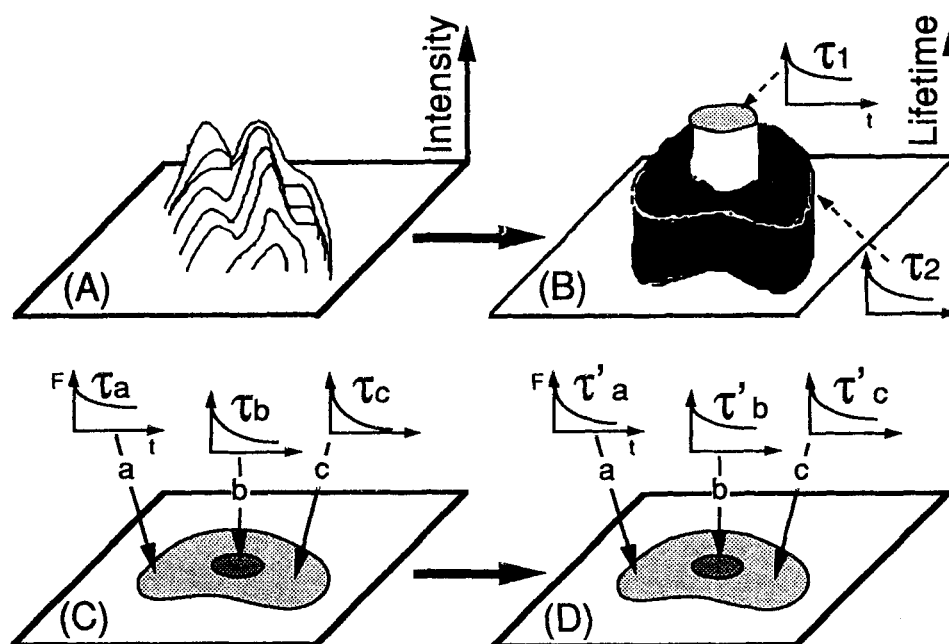 Intensity
(A)
τ1
t
Lifetime
τ2
(B)
F
τa
t
τb
τc
a
b
c
(C)
F
τ'a
t
τ'b
τ'c
a
b
c
(D)